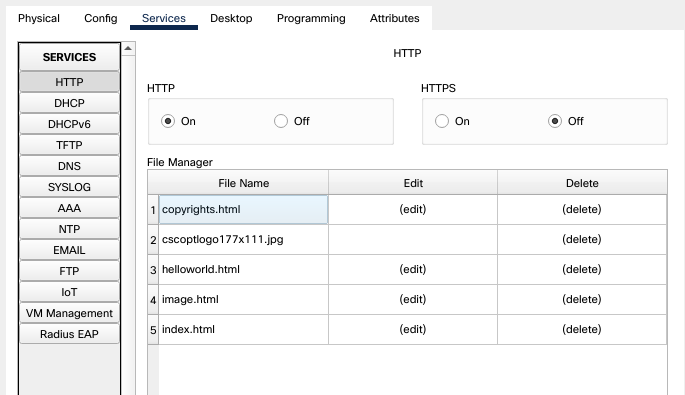 Physical Config Services Desktop Programming Attributes
SERVICES
HTTP
DHCP
DHCPv6
TFTP
DNS
SYSLOG
AAA
NTP
EMAIL
FTP
IoT
VM Management
Radius EAP
HTTP
HTTP
On Off
HTTPS
On Off
File Manager
File Name Edit Delete
1 copyrights.html (edit) (delete)
2 cscoptlogo177x111.jpg (delete)
3 helloworld.html (edit) (delete)
4 image.html (edit) (delete)
5 index.html (edit) (delete)